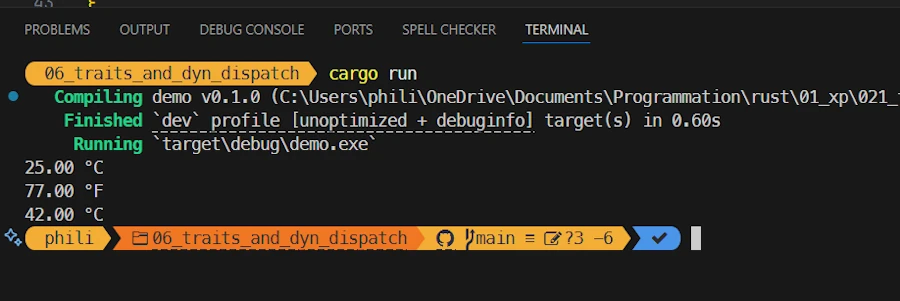 43
PROBLEMS OUTPUT DEBUG CONSOLE PORTS SPELL CHECKER TERMINAL
06_traits_and_dyn_dispatch cargo run
Compiling demo v0.1.0 (C:\Users\phili\OneDrive\Documents\Programmation\rust\01_xp\021_
Finished `dev` profile [unoptimized + debuginfo] target(s) in 0.60s
Running `target\debug\demo.exe`
25.00 °C
77.00 °F
42.00 °C
phili 06_traits_and_dyn_dispatch main ≡ ?3 -6